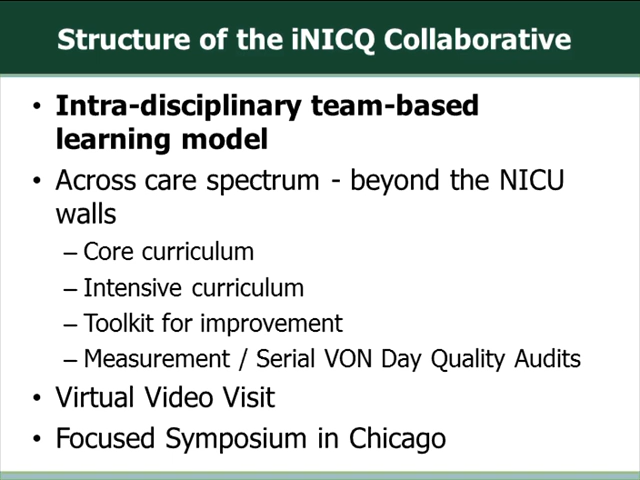 Structure of the iNICQ Collaborative
• Intra-disciplinary team-based
learning model
• Across care spectrum - beyond the NICU
walls
– Core curriculum
– Intensive curriculum
– Toolkit for improvement
– Measurement / Serial VON Day Quality Audits
• Virtual Video Visit
• Focused Symposium in Chicago